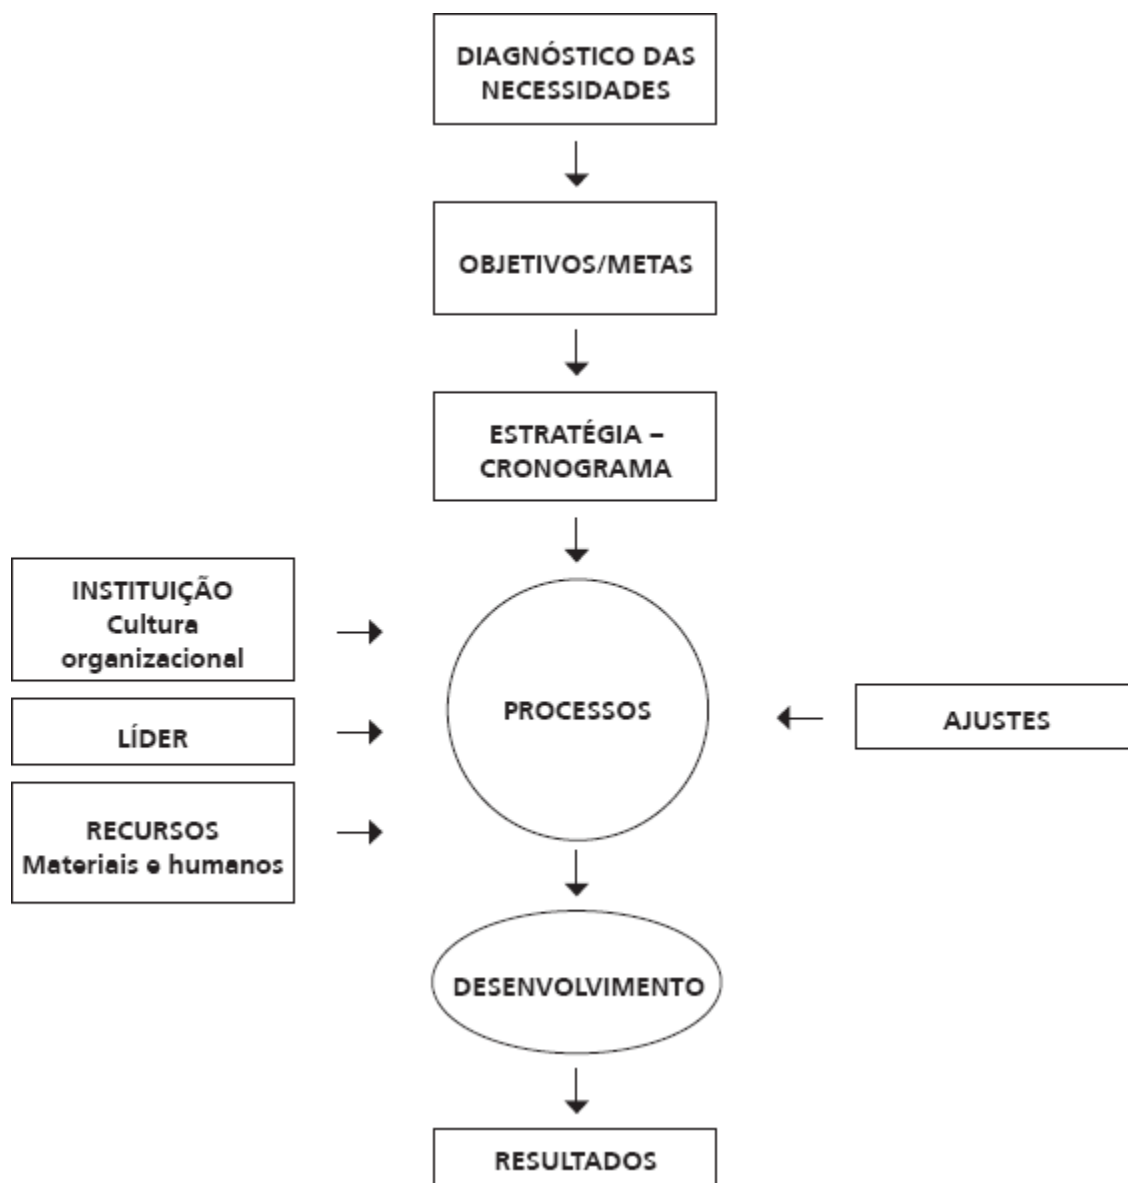 DIAGNÓSTICO DAS
NECESSIDADES
OBJETIVOS/METAS
ESTRATÉGIA –
CRONOGRAMA
INSTITUIÇÃO
Cultura
organizacional
LÍDER
RECURSOS
Materiais e humanos
PROCESSOS
AJUSTES
DESENVOLVIMENTO
RESULTADOS